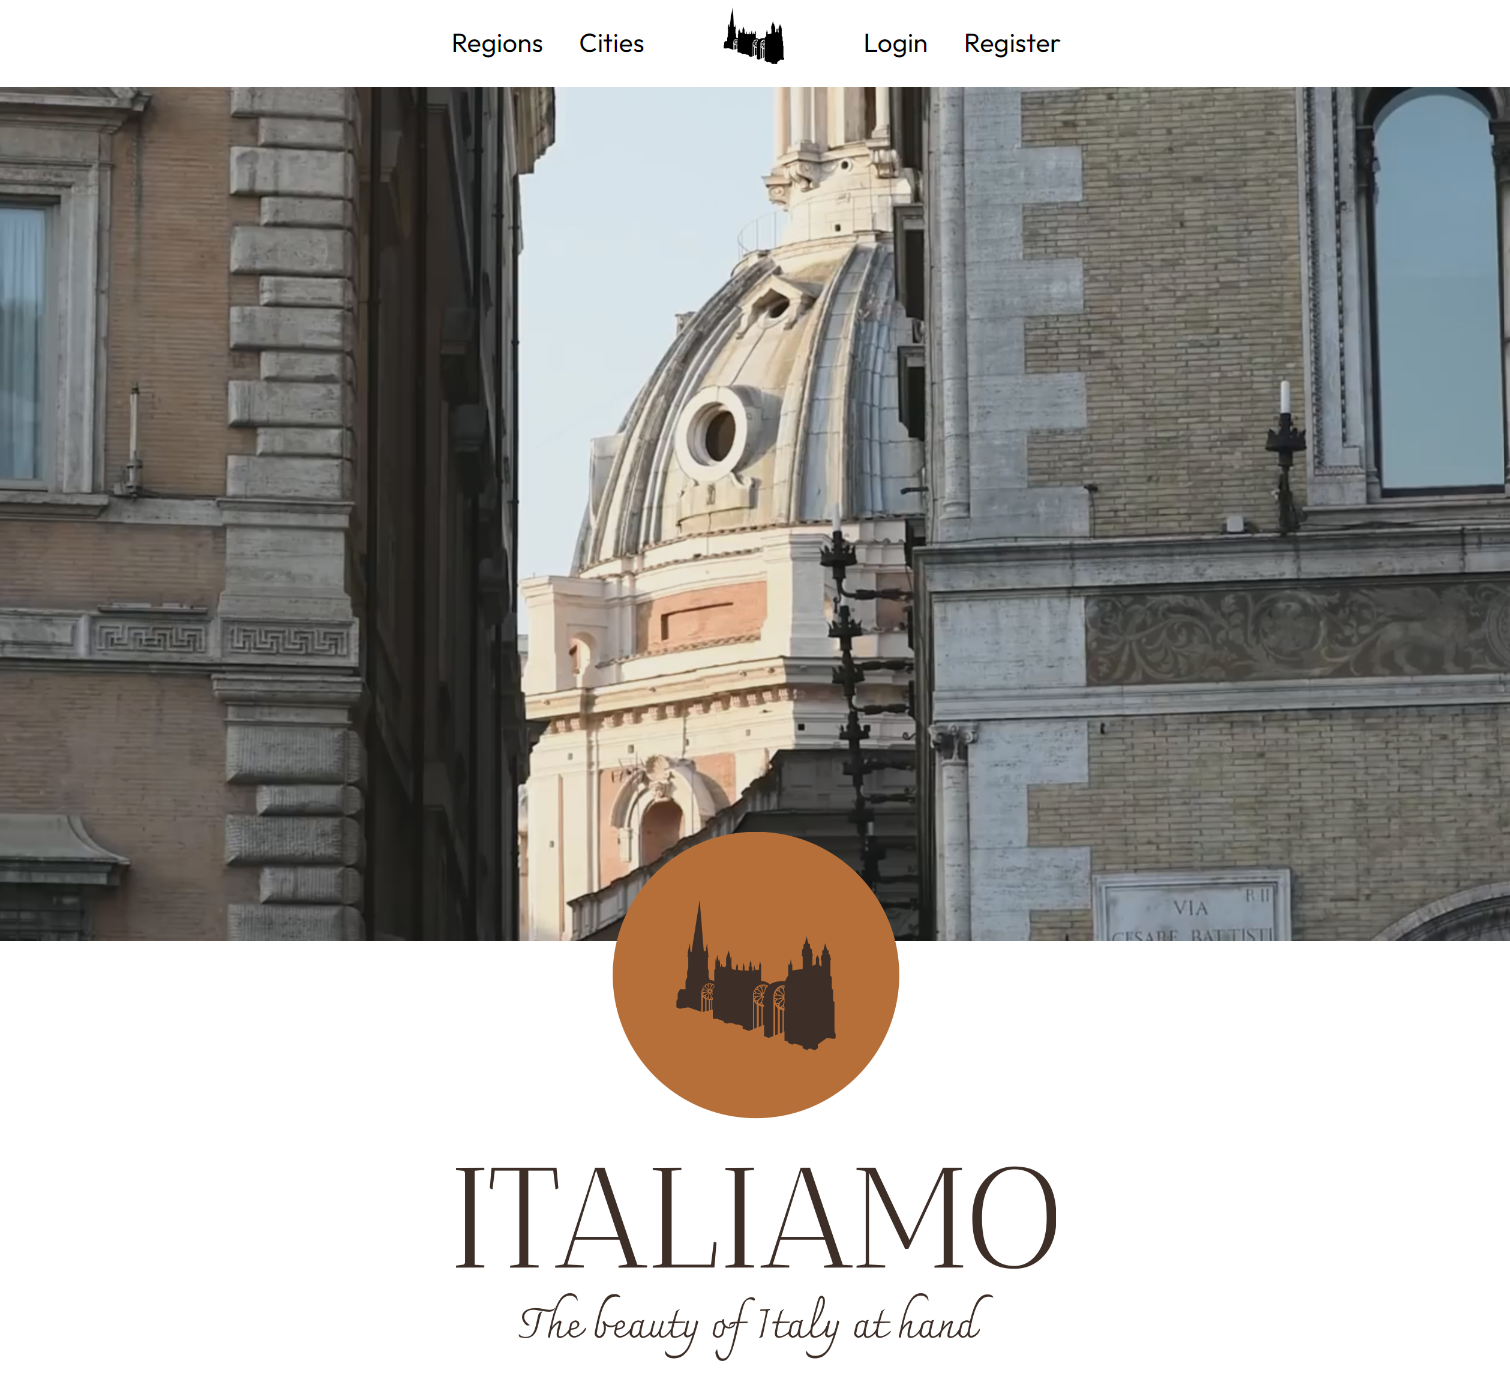 Regions Cities Login Register
R II
VIA
CESARE BATTISTI
ITALIAMO
The beauty of Italy at hand